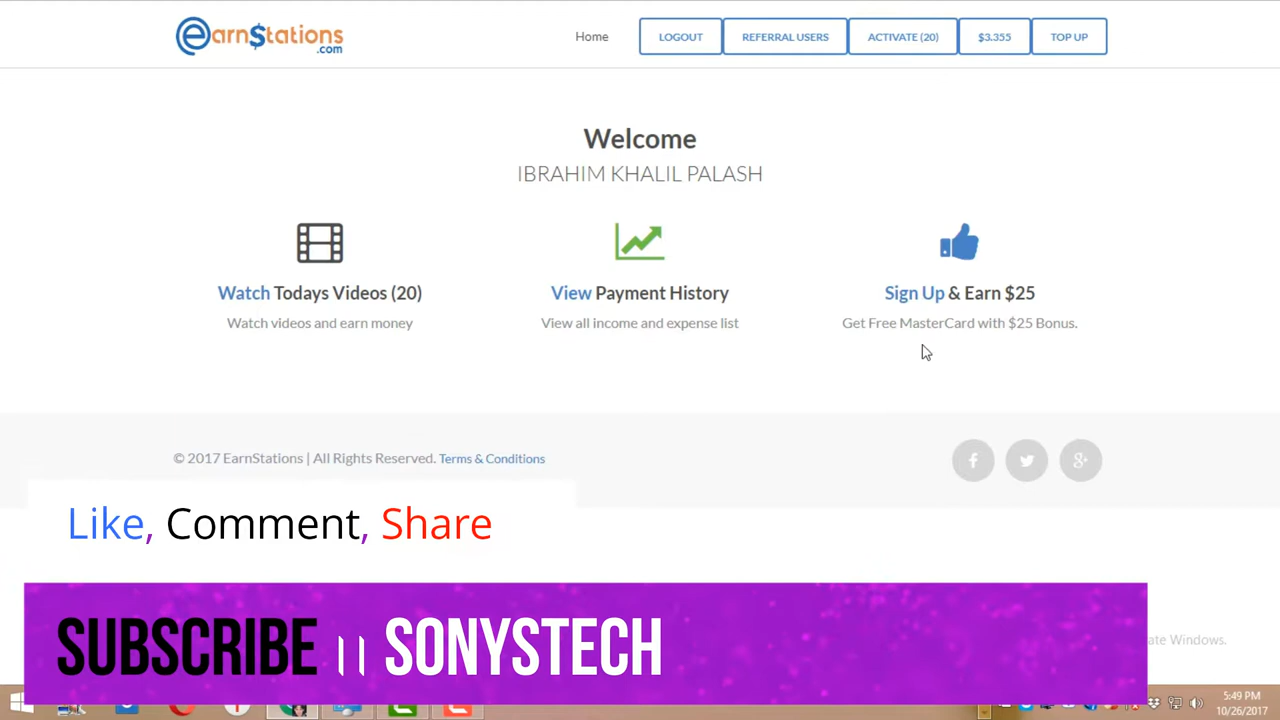 earn$tations
.com
Home
LOGOUT
REFERRAL USERS
ACTIVATE (20)
$3.355
TOP UP
Welcome
IBRAHIM KHALIL PALASH
Watch Todays Videos (20)
Watch videos and earn money
View Payment History
View all income and expense list
Sign Up & Earn $25
Get Free MasterCard with $25 Bonus.
© 2017 EarnStations | All Rights Reserved. Terms & Conditions
Like, Comment, Share
SUBSCRIBE || SONYSTECH
Windows.
5:49 PM
10/26/2017